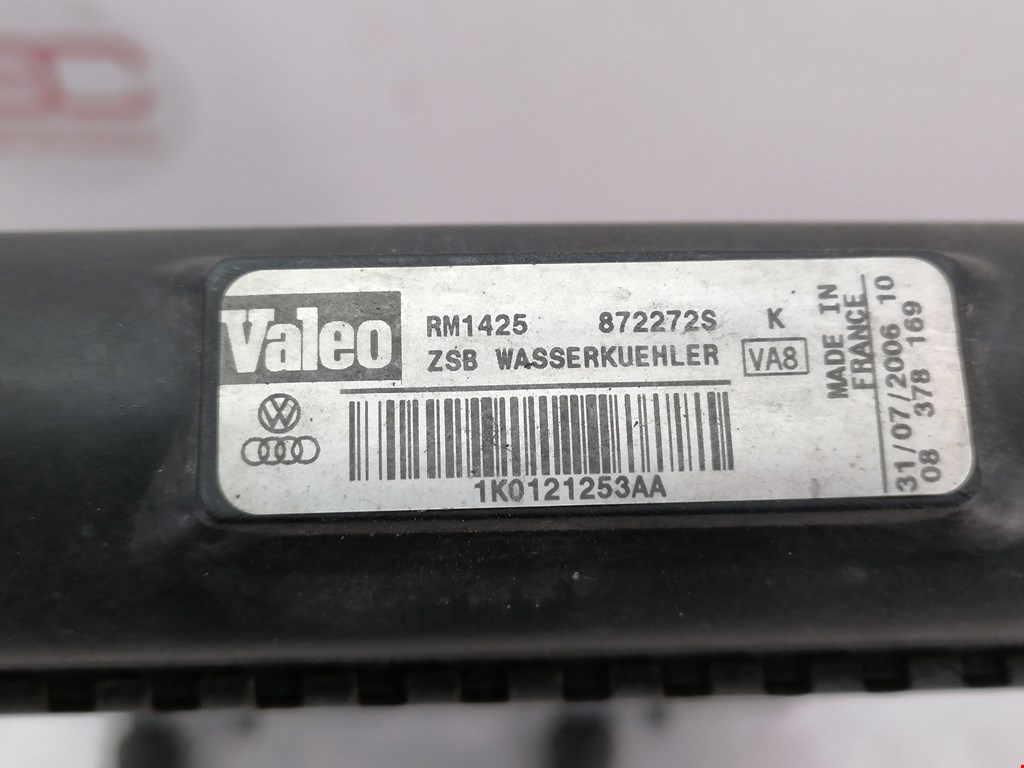 Valeo
RM1425 872272S K
ZSB WASSERKUEHLER VA8
1K0121253AA
MADE IN
FRANCE
31/07/2006 10
08 378 169